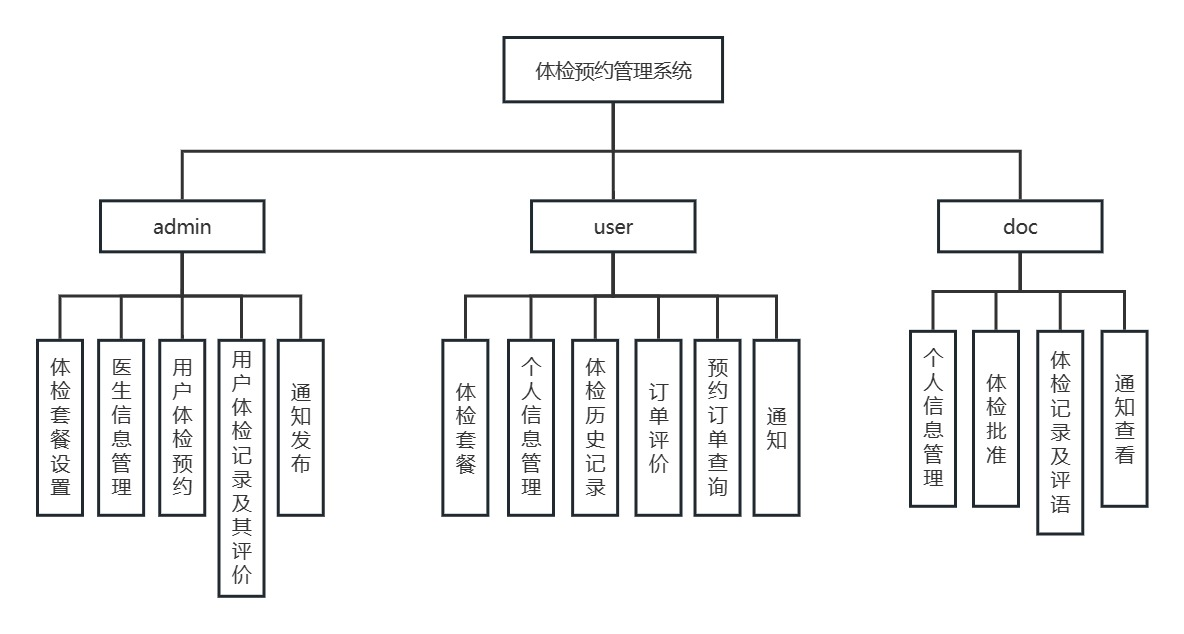 体检预约管理系统
admin
user
doc
体检套餐设置
医生信息管理
用户体检预约
用户体检记录及其评价
通知发布
体检套餐
个人信息管理
体检历史记录
订单评价
预约订单查询
通知
个人信息管理
体检批准
体检记录及评语
通知查看